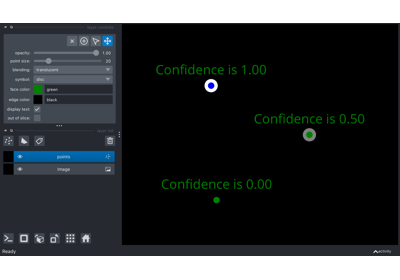 opacity: 1.00
point size: 20
blending: translucent
symbol: disc
face color: green
edge color: black
display text:
out of slice:
points
image
Confidence is 1.00
Confidence is 0.50
Confidence is 0.00
Ready
activity